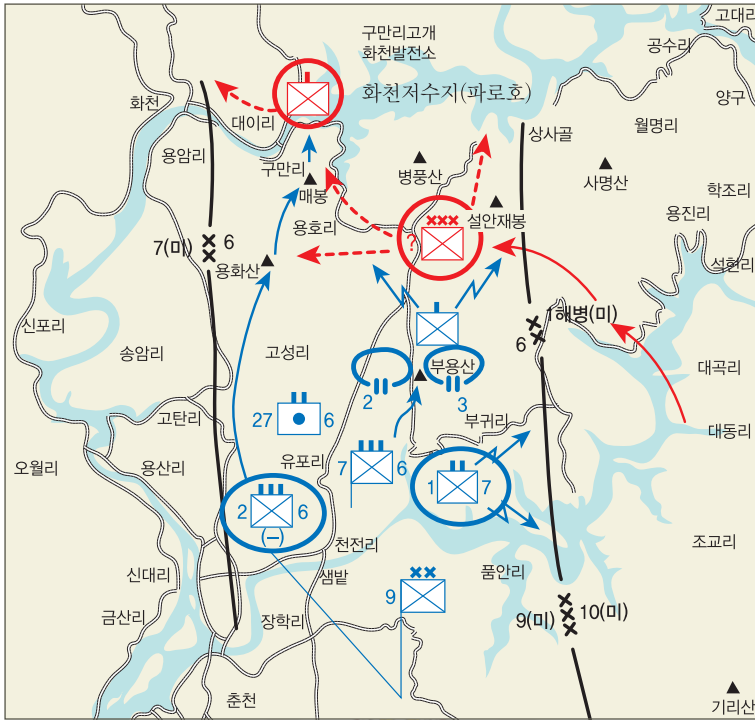 고대리
구만리고개
화천발전소
공수리
화천
화천저수지(파로호)
양구
대이리
상사골
월명리
용암리
구만리
병풍산
사명산
매봉
학조리
설안재봉
용호리
용진리
7(미)
6
?
용화산
석현리
1해병(미)
신포리
6
송암리
고성리
부용산
대곡리
2
3
고탄리
27
6
부귀리
대동리
오월리
용산리
유포리
7
6
1
7
2
6
(-)
천전리
조교리
신대리
샘밭
품안리
금산리
장학리
9
9(미)
10(미)
춘천
기리산